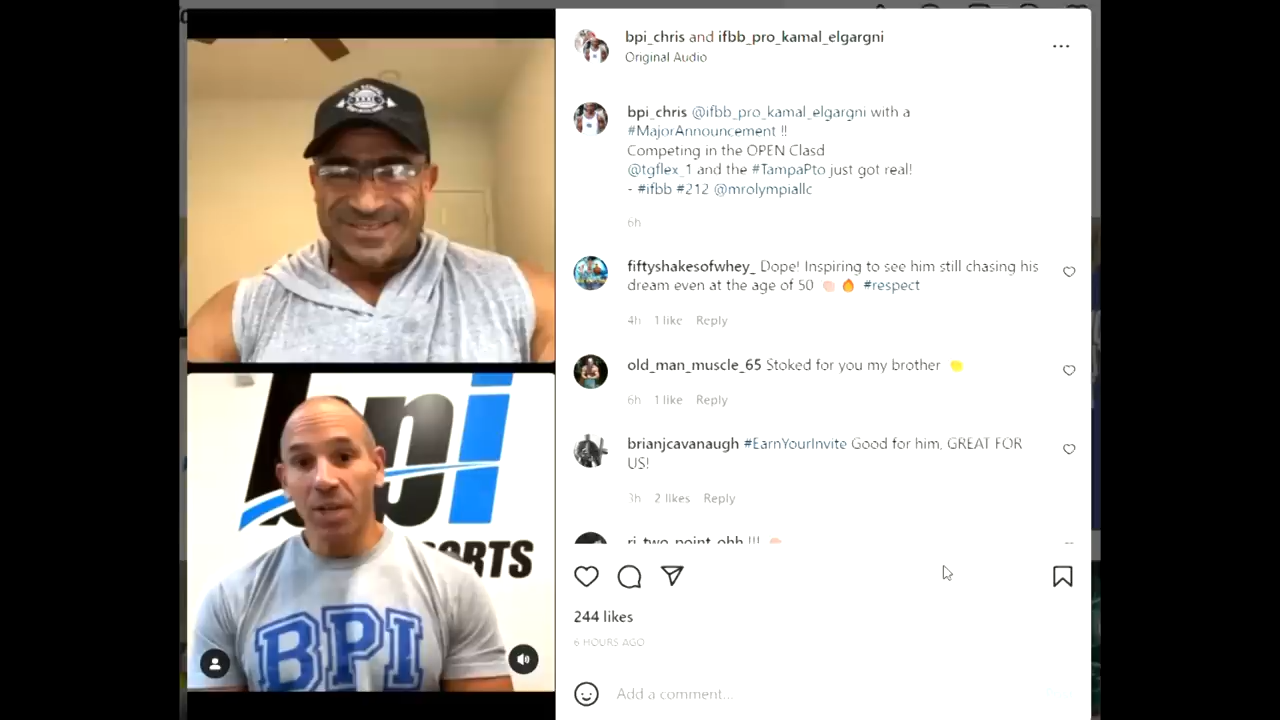 bpi_chris and ifbb_pro_kamal_elgargni
Original Audio
bpi_chris @ifbb_pro_kamal_elgargni with a
#MajorAnnouncement !!
Competing in the OPEN Clasd
@tgflex_1 and the #TampaPto just got real!
- #ifbb #212 @mrolympiallc
6h
fiftyshakesofwhey_ Dope! Inspiring to see him still chasing his
dream even at the age of 50 👏🏻 🔥 #respect
4h 1 like Reply
old_man_muscle_65 Stoked for you my brother 👏
6h 1 like Reply
brianjcavanaugh #EarnYourInvite Good for him, GREAT FOR
US!
3h 2 likes Reply
244 likes
6 HOURS AGO
Add a comment...
bpi
ORTS
BPI